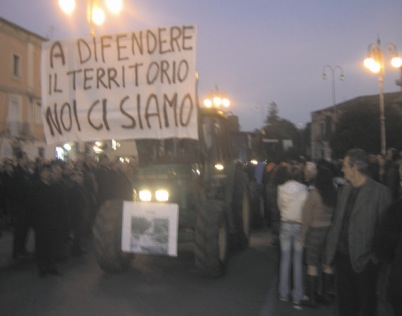 A DIFENDERE
IL TERRITORIO
NOI CI SIAMO